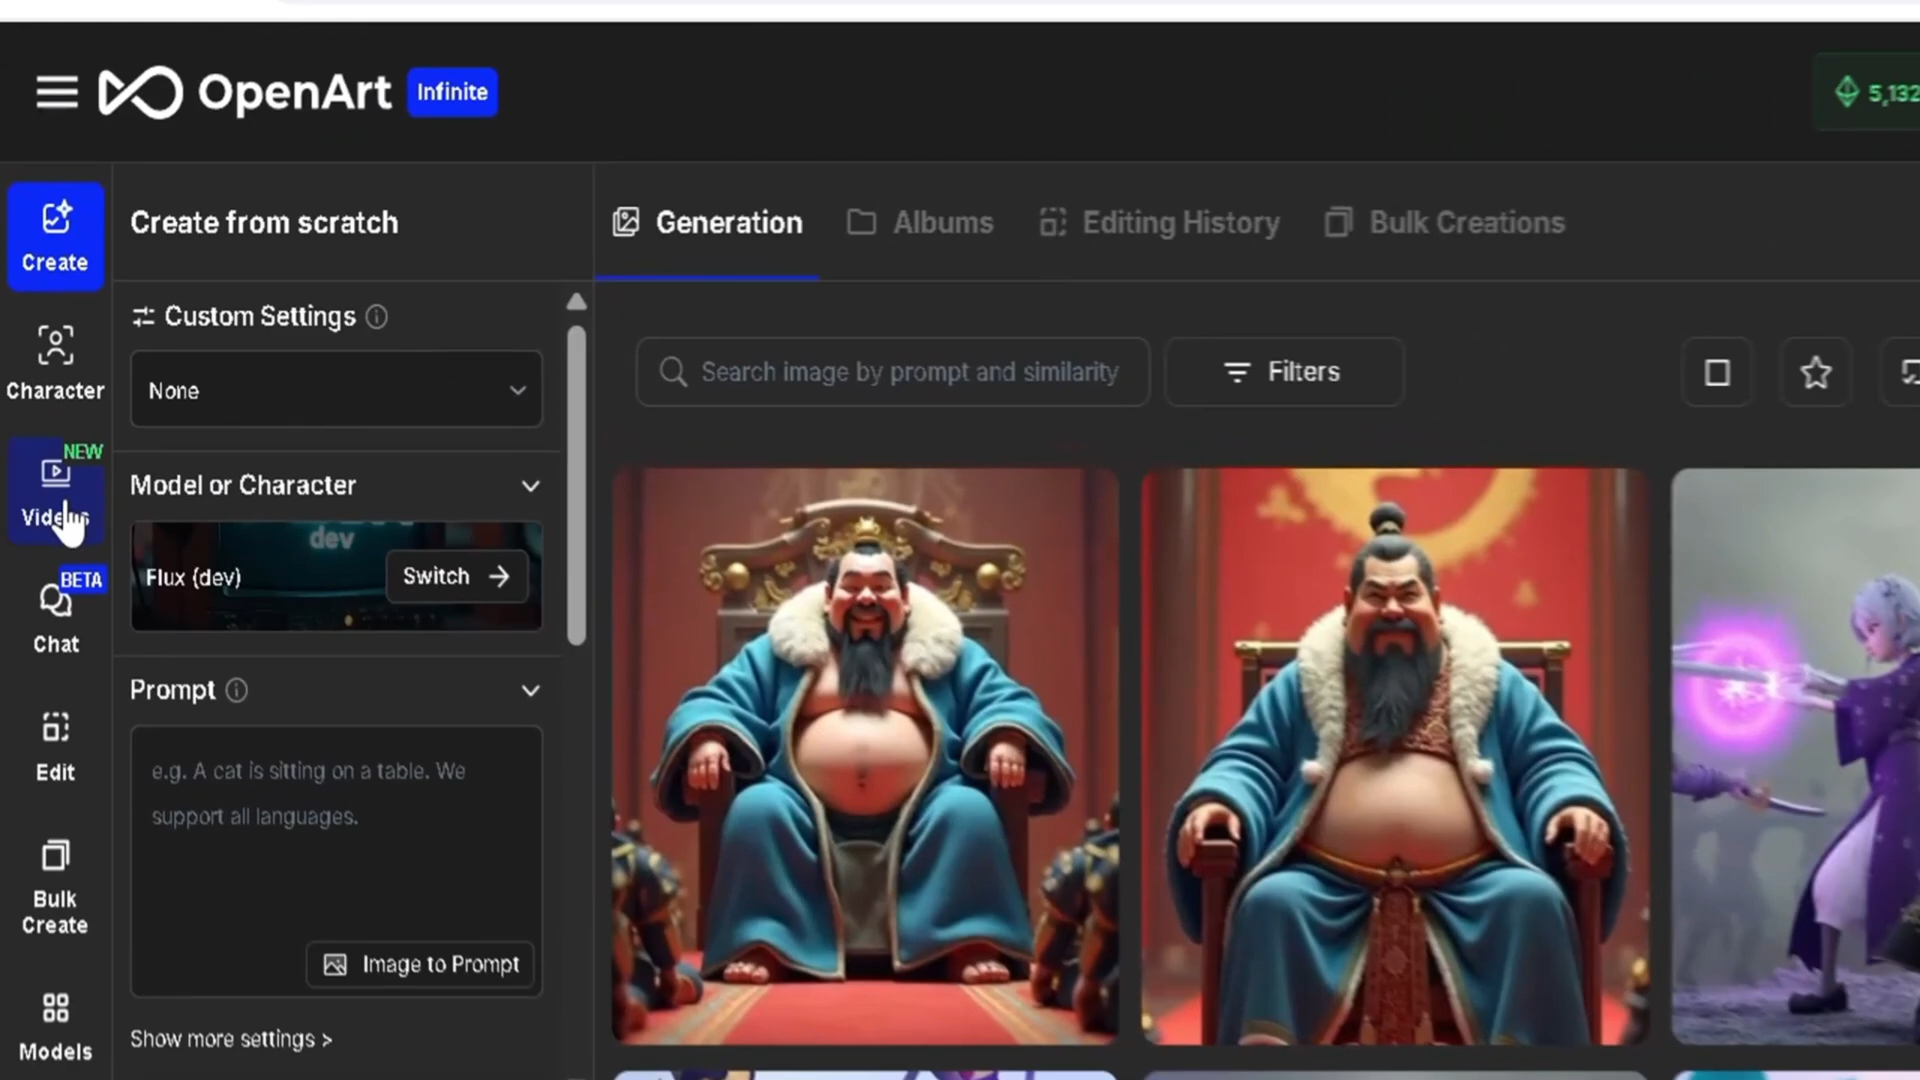 OpenArt Infinite
5,132
Create
Character
NEW
Videos
BETA
Chat
Edit
Bulk
Create
Models
Create from scratch
Custom Settings
None
Model or Character
dev
Flux (dev)
Switch →
Prompt
e.g. A cat is sitting on a table. We
support all languages.
Image to Prompt
Show more settings >
Generation
Albums
Editing History
Bulk Creations
Search image by prompt and similarity
Filters